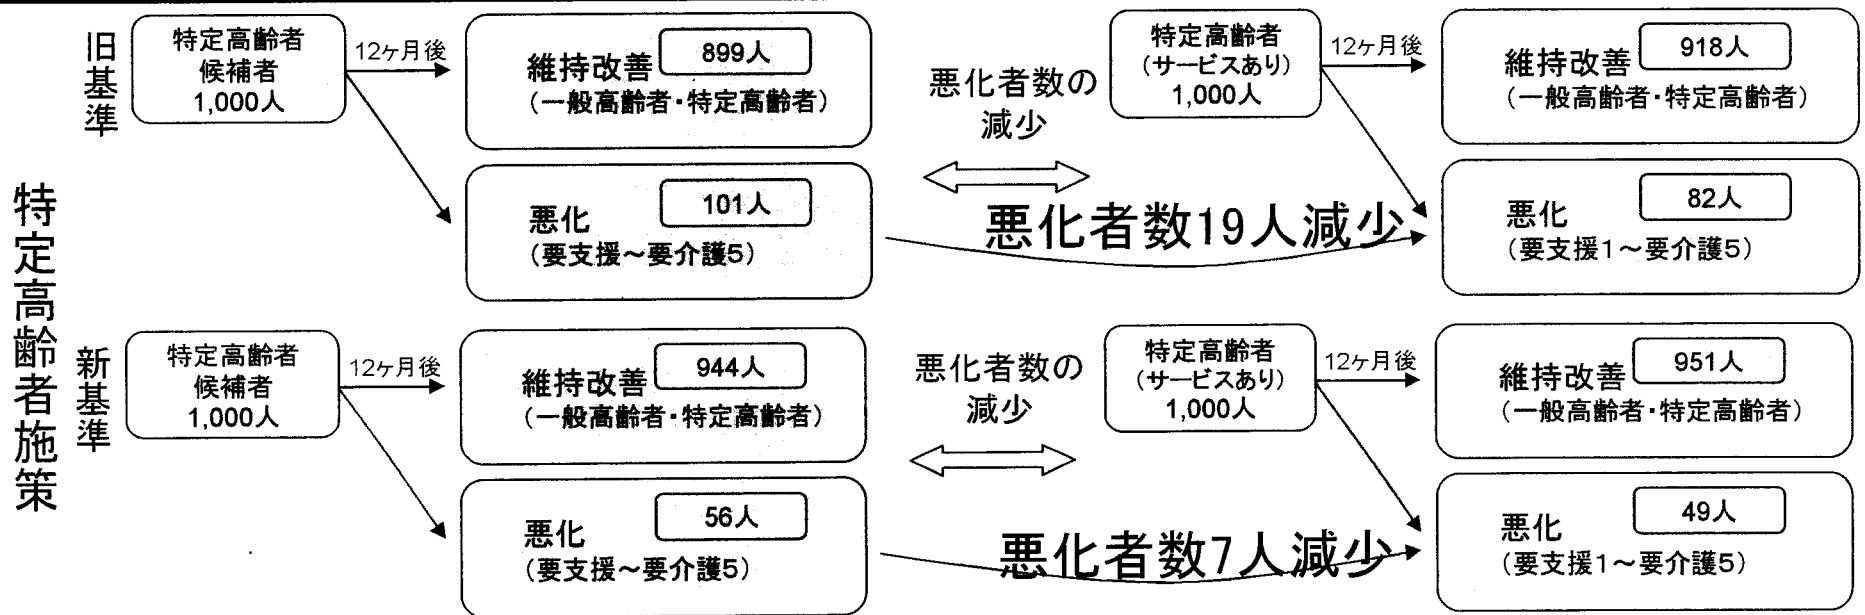 特定高齢者施策
旧基準
特定高齢者
候補者
1,000人
12ヶ月後
維持改善 899人
（一般高齢者・特定高齢者）
悪化 101人
（要支援～要介護5）
悪化者数の
減少
悪化者数19人減少
特定高齢者
（サービスあり）
1,000人
12ヶ月後
維持改善 918人
（一般高齢者・特定高齢者）
悪化 82人
（要支援1～要介護5）
新基準
特定高齢者
候補者
1,000人
12ヶ月後
維持改善 944人
（一般高齢者・特定高齢者）
悪化 56人
（要支援～要介護5）
悪化者数の
減少
悪化者数7人減少
特定高齢者
（サービスあり）
1,000人
12ヶ月後
維持改善 951人
（一般高齢者・特定高齢者）
悪化 49人
（要支援1～要介護5）